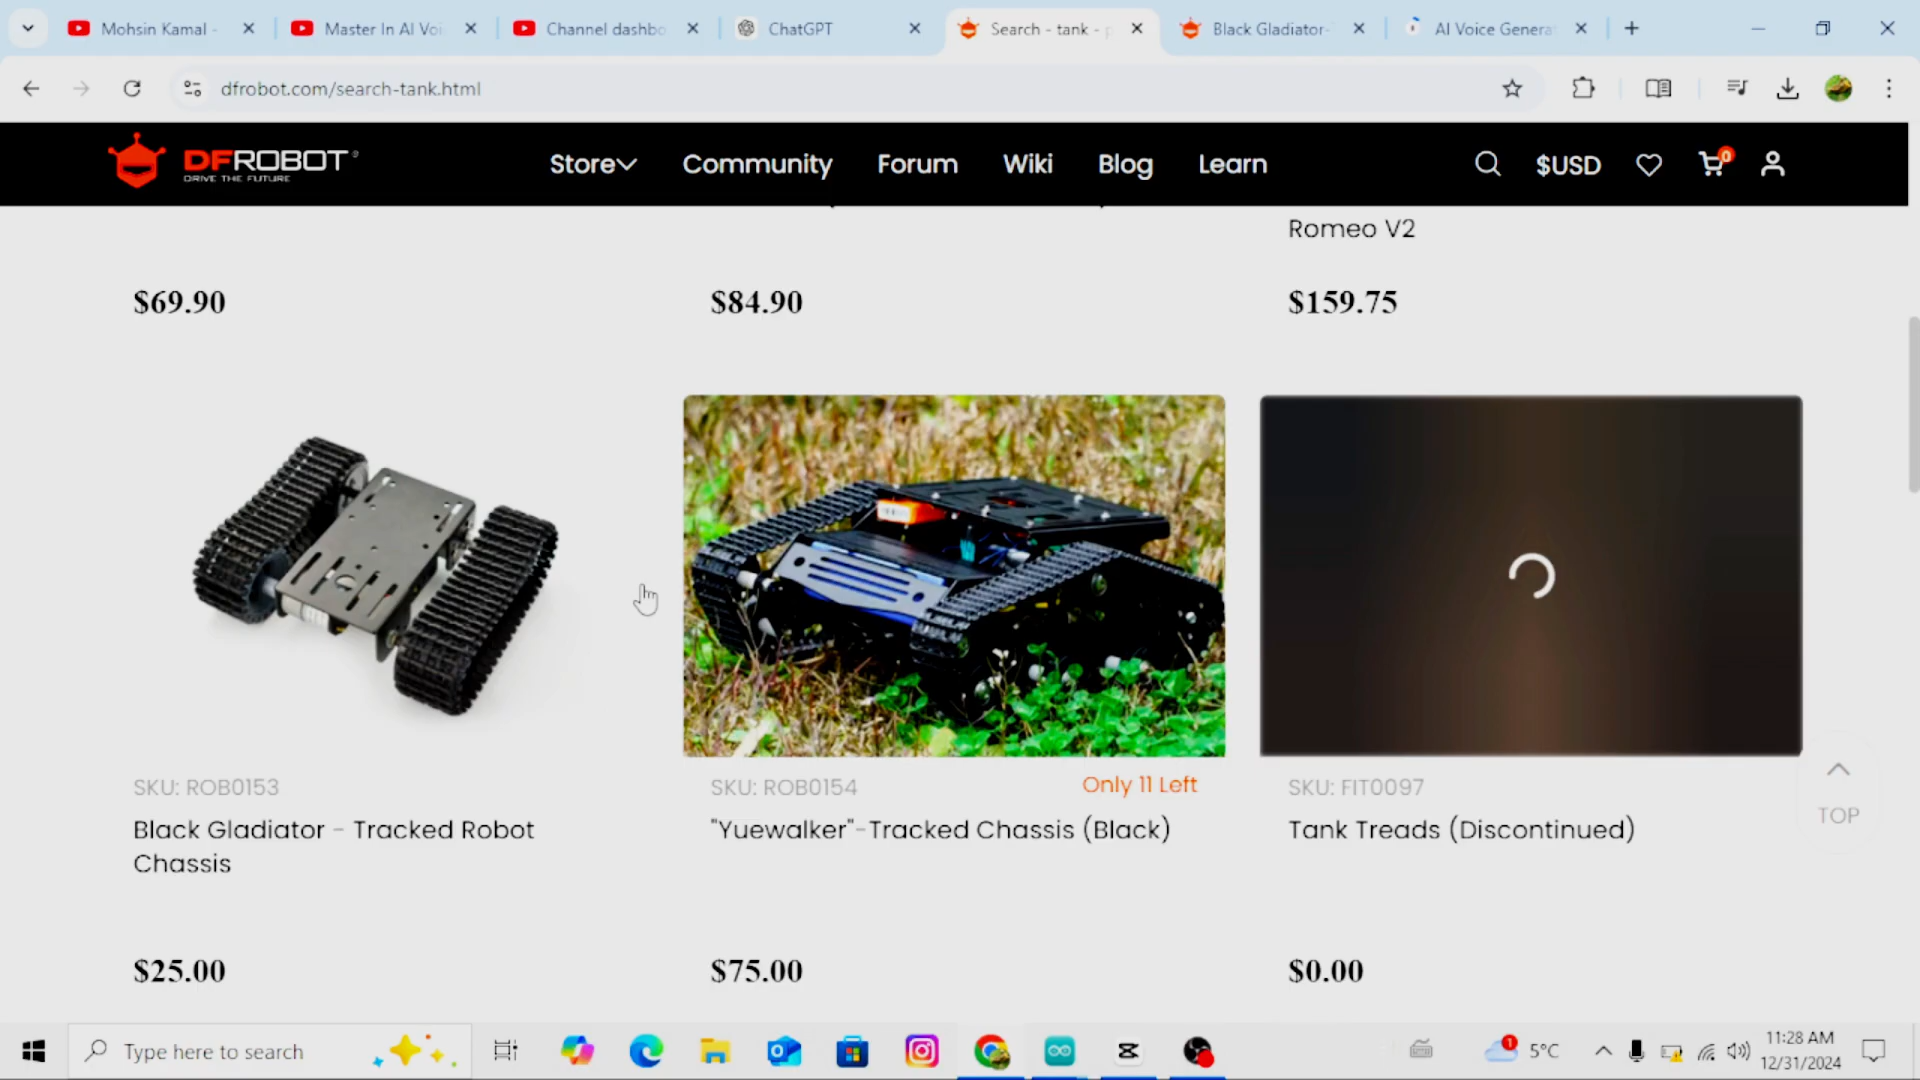 Mohsin Kamal -
Master In AI Voi
Channel dashbo
ChatGPT
Search - tank - p
Black Gladiator-
AI Voice Generat
dfrobot.com/search-tank.html
DFROBOT
DRIVE THE FUTURE
Store
Community
Forum
Wiki
Blog
Learn
$USD
0
Romeo V2
$69.90
$84.90
$159.75
SKU: ROB0153
Black Gladiator - Tracked Robot
Chassis
$25.00
SKU: ROB0154
Only 11 Left
"Yuewalker"-Tracked Chassis (Black)
$75.00
SKU: FIT0097
Tank Treads (Discontinued)
$0.00
TOP
Type here to search
1
5°C
11:28 AM
12/31/2024